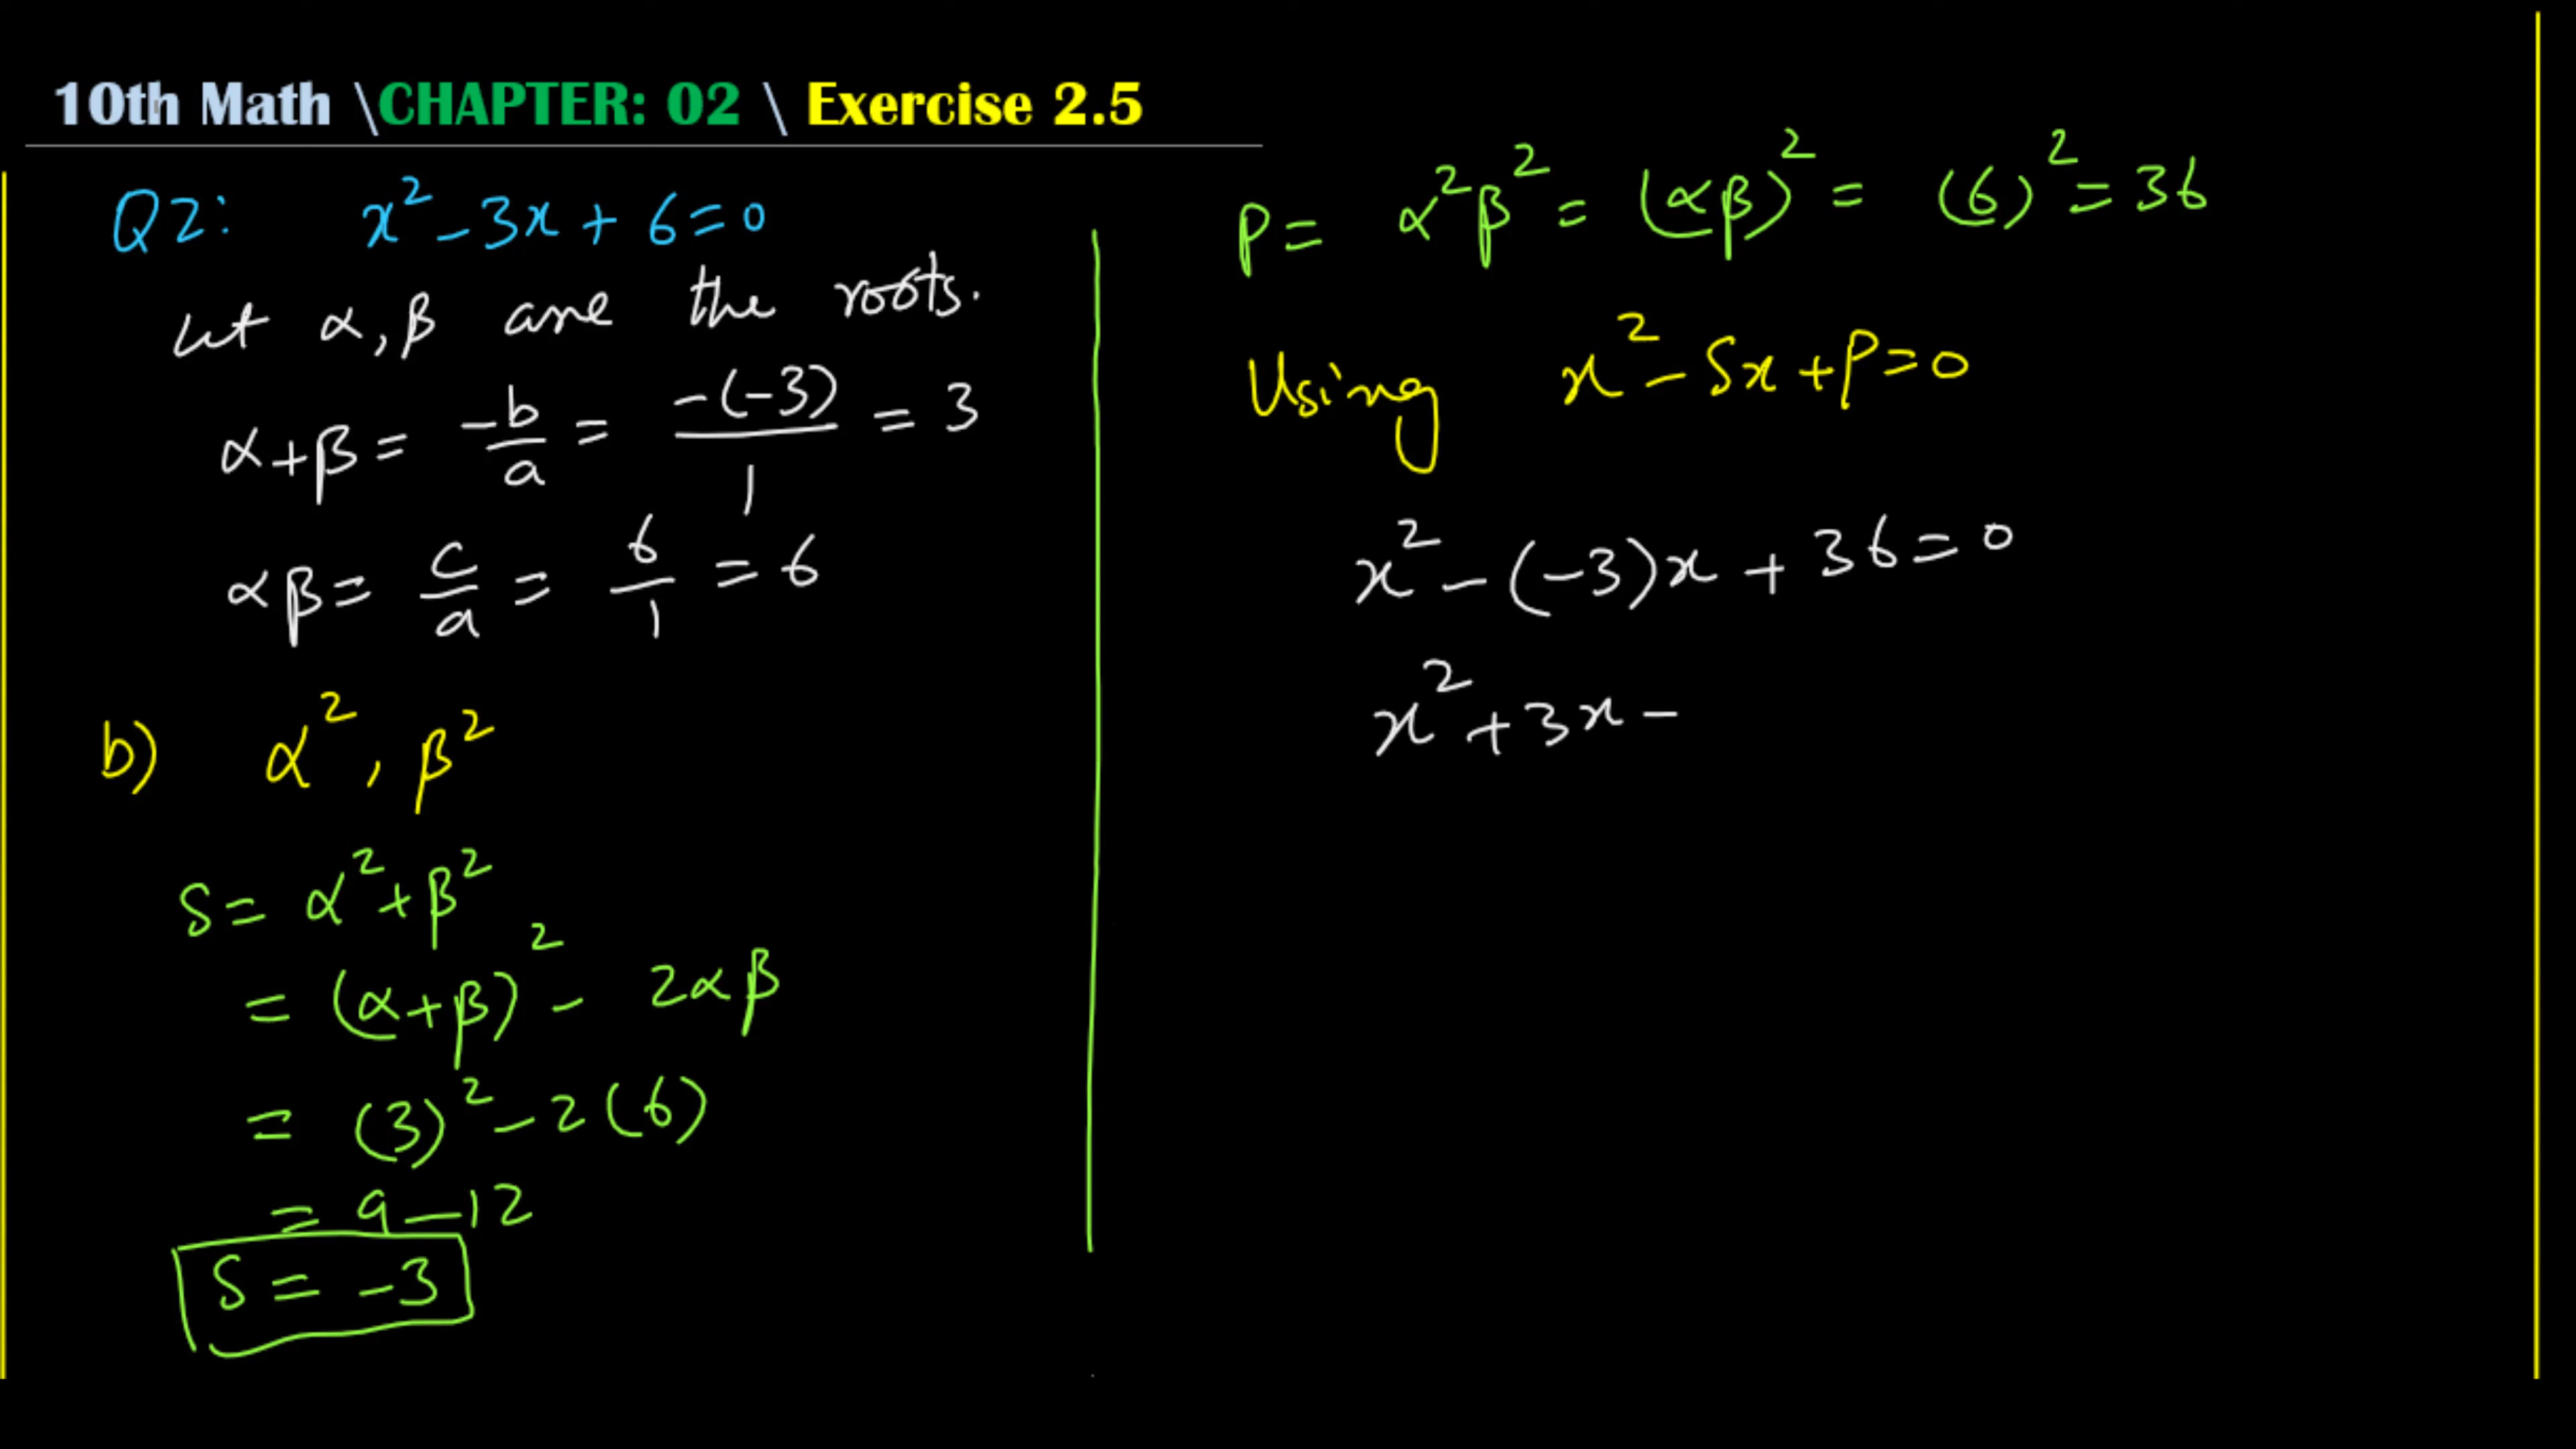 10th Math \CHAPTER: 02 \ Exercise 2.5
Q2: x² - 3x + 6 = 0
let α, β are the roots.
α+β = -b/a = -(-3)/1 = 3
αβ = c/a = 6/1 = 6
b) α², β²
S = α² + β²
= (α+β)² - 2αβ
= (3)² - 2(6)
= 9 - 12
S = -3
P = α²β² = (αβ)² = (6)² = 36
Using x² - Sx + P = 0
x² - (-3)x + 36 = 0
x² + 3x -